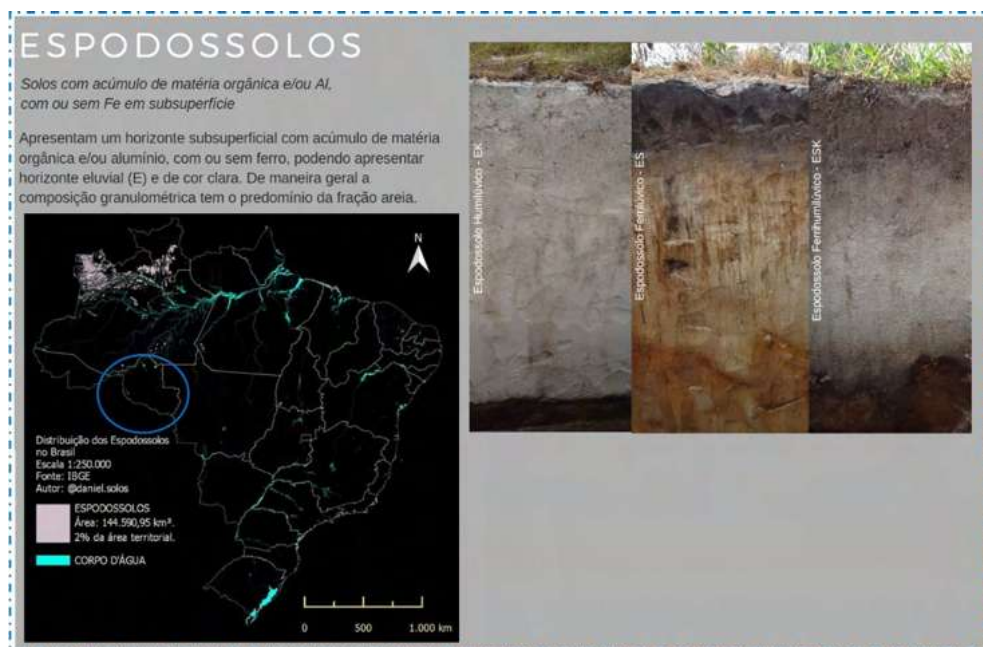 ESPODOSSOLOS
Solos com acúmulo de matéria orgânica e/ou Al,
com ou sem Fe em subsuperfície
Apresentam um horizonte subsuperficial com acúmulo de matéria
orgânica e/ou alumínio, com ou sem ferro, podendo apresentar
horizonte eluvial (E) e de cor clara. De maneira geral a
composição granulométrica tem o predomínio da fração areia.
N
Distribuição dos Espodossolos
no Brasil
Escala 1:250.000
Fonte: IBGE
Autor: @daniel.solos
ESPODOSSOLOS
Área: 144.590,95 km².
2% da área territorial.
CORPO D'ÁGUA
0 500 1.000 km
Espodossolo Humilúvico - EK
Espodossolo Ferrilúvico - ES
Espodossolo Ferrihumilúvico - ESK